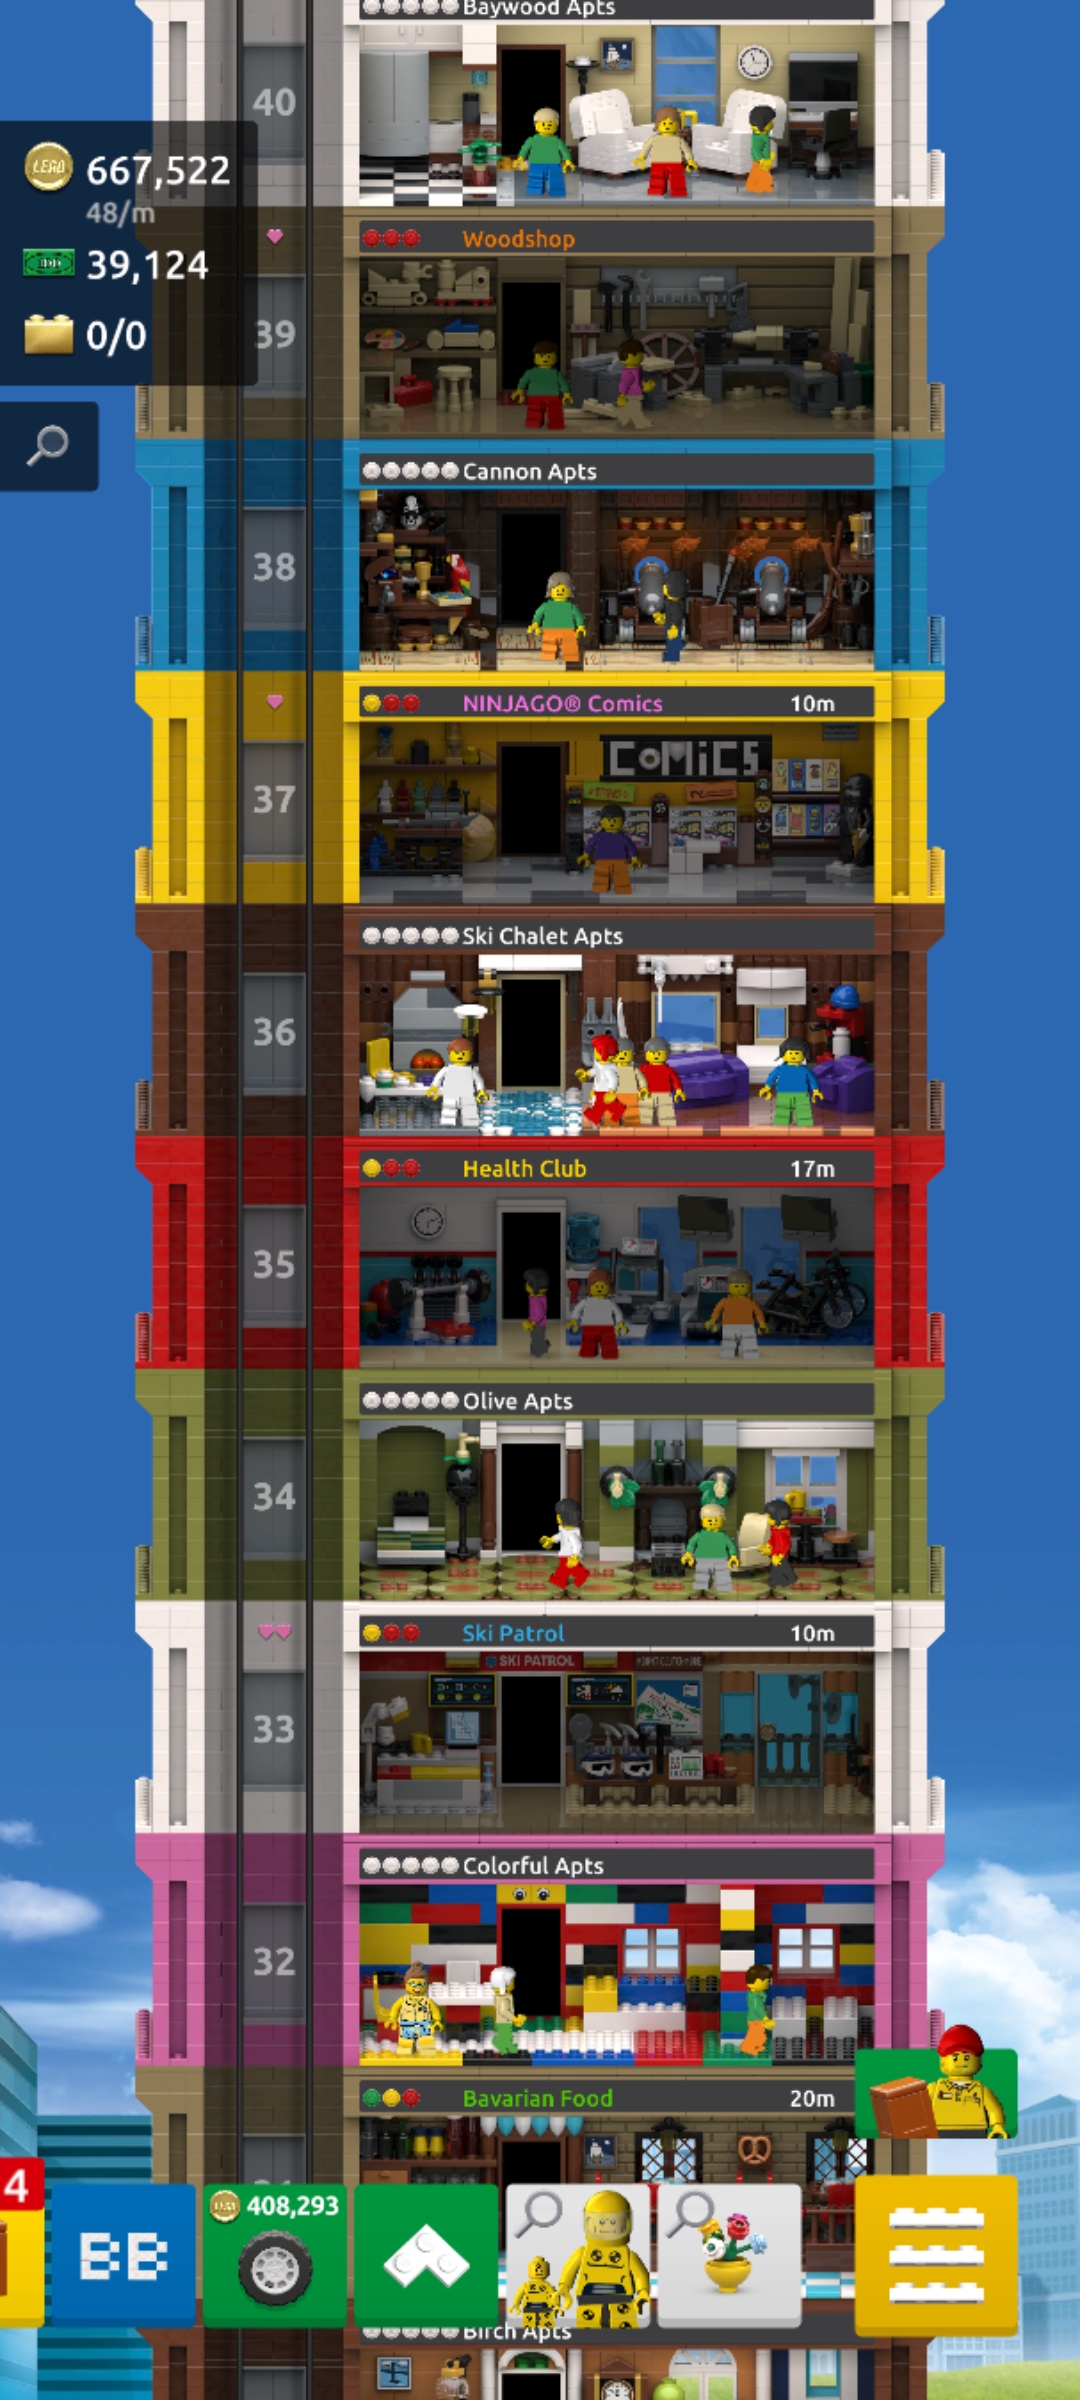 Baywood Apts
40
LEGO 667,522
48/m
39,124
0/0
Woodshop
39
Cannon Apts
38
NINJAGO® Comics 10m
COMICS
37
Ski Chalet Apts
36
Health Club 17m
35
Olive Apts
34
Ski Patrol 10m
SKI PATROL
33
Colorful Apts
32
Bavarian Food 20m
4
BB
408,293
Birch Apts